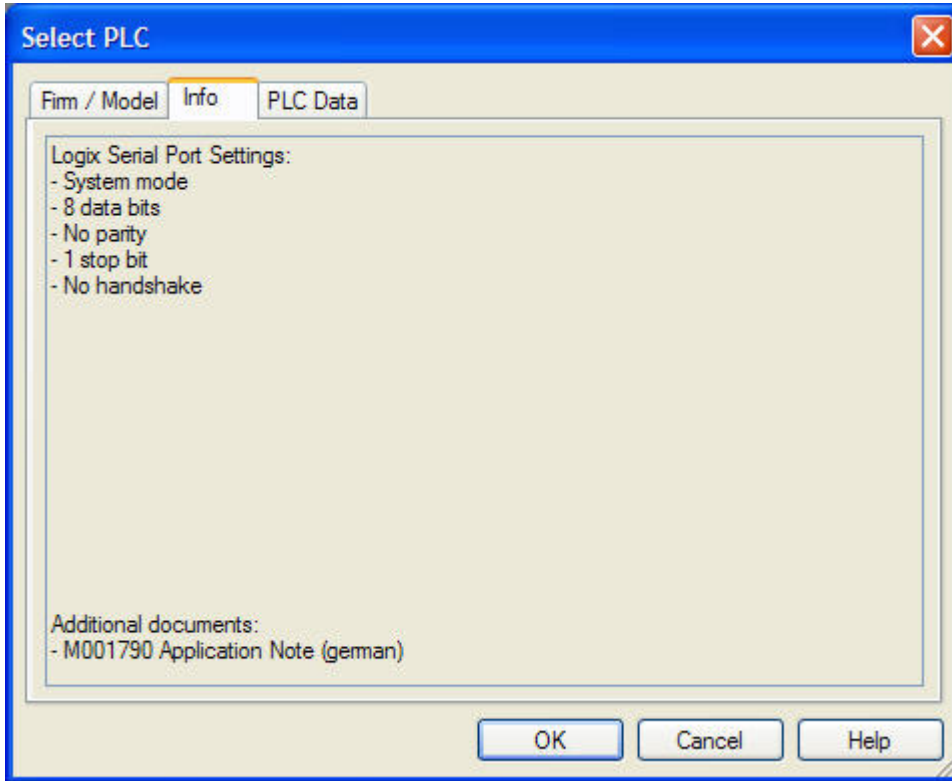 Select PLC
Firm / Model Info PLC Data
Logix Serial Port Settings:
- System mode
- 8 data bits
- No parity
- 1 stop bit
- No handshake
Additional documents:
- M001790 Application Note (german)
OK Cancel Help